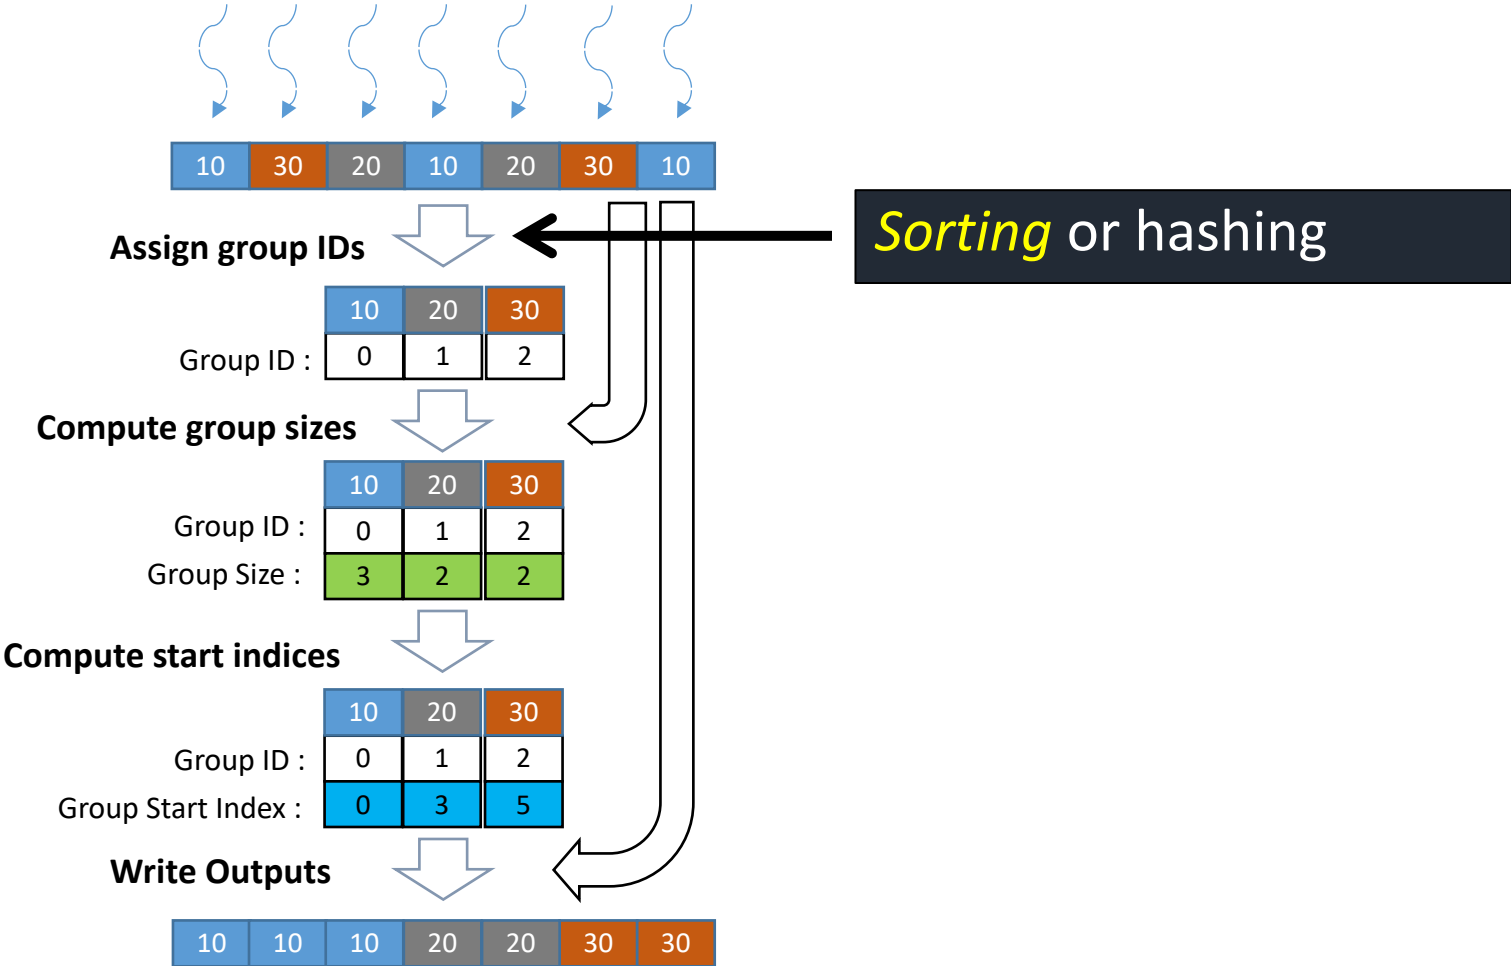 10 30 20 10 20 30 10
Sorting or hashing
Assign group IDs
10 20 30
Group ID : 0 1 2
Compute group sizes
10 20 30
Group ID : 0 1 2
Group Size : 3 2 2
Compute start indices
10 20 30
Group ID : 0 1 2
Group Start Index : 0 3 5
Write Outputs
10 10 10 20 20 30 30